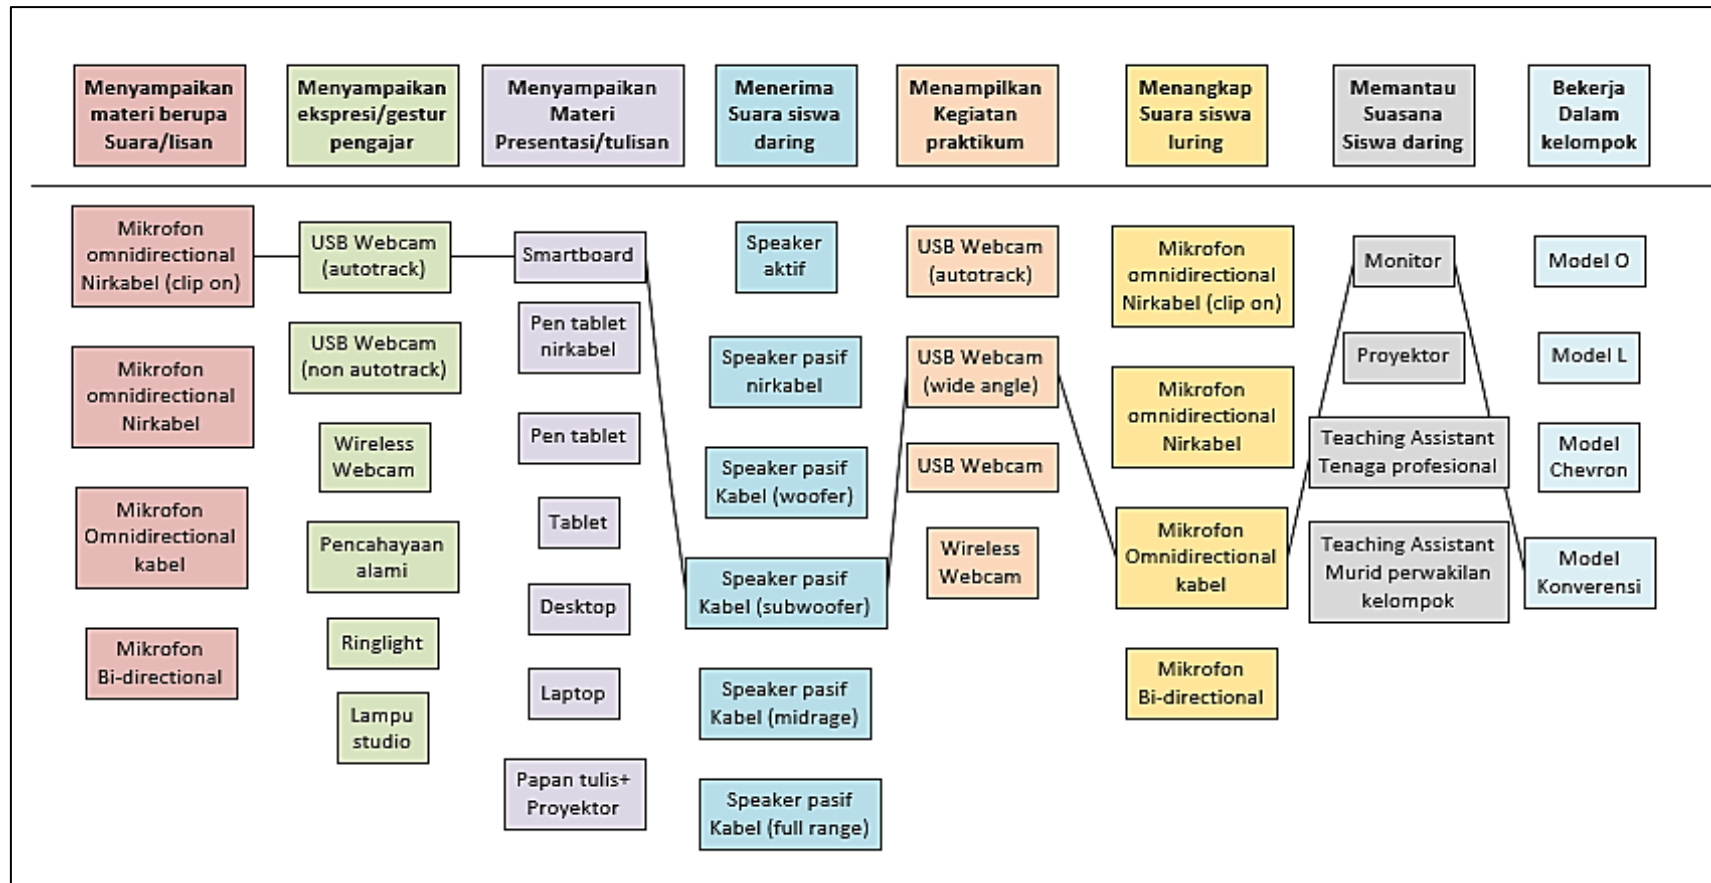 Menyampaikan
materi berupa
Suara/lisan
Menyampaikan
ekspresi/gestur
pengajar
Menyampaikan
Materi
Presentasi/tulisan
Menerima
Suara siswa
daring
Menampilkan
Kegiatan
praktikum
Menangkap
Suara siswa
luring
Memantau
Suasana
Siswa daring
Bekerja
Dalam
kelompok
Mikrofon
omnidirectional
Nirkabel (clip on)
Mikrofon
omnidirectional
Nirkabel
Mikrofon
Omnidirectional
kabel
Mikrofon
Bi-directional
USB Webcam
(autotrack)
USB Webcam
(non autotrack)
Wireless
Webcam
Pencahayaan
alami
Ringlight
Lampu
studio
Smartboard
Pen tablet
nirkabel
Pen tablet
Tablet
Desktop
Laptop
Papan tulis+
Proyektor
Speaker
aktif
Speaker pasif
nirkabel
Speaker pasif
Kabel (woofer)
Speaker pasif
Kabel (subwoofer)
Speaker pasif
Kabel (midrage)
Speaker pasif
Kabel (full range)
USB Webcam
(autotrack)
USB Webcam
(wide angle)
USB Webcam
Wireless
Webcam
Mikrofon
omnidirectional
Nirkabel (clip on)
Mikrofon
omnidirectional
Nirkabel
Mikrofon
Omnidirectional
kabel
Mikrofon
Bi-directional
Monitor
Proyektor
Teaching Assistant
Tenaga profesional
Teaching Assistant
Murid perwakilan
kelompok
Model O
Model L
Model
Chevron
Model
Konverensi